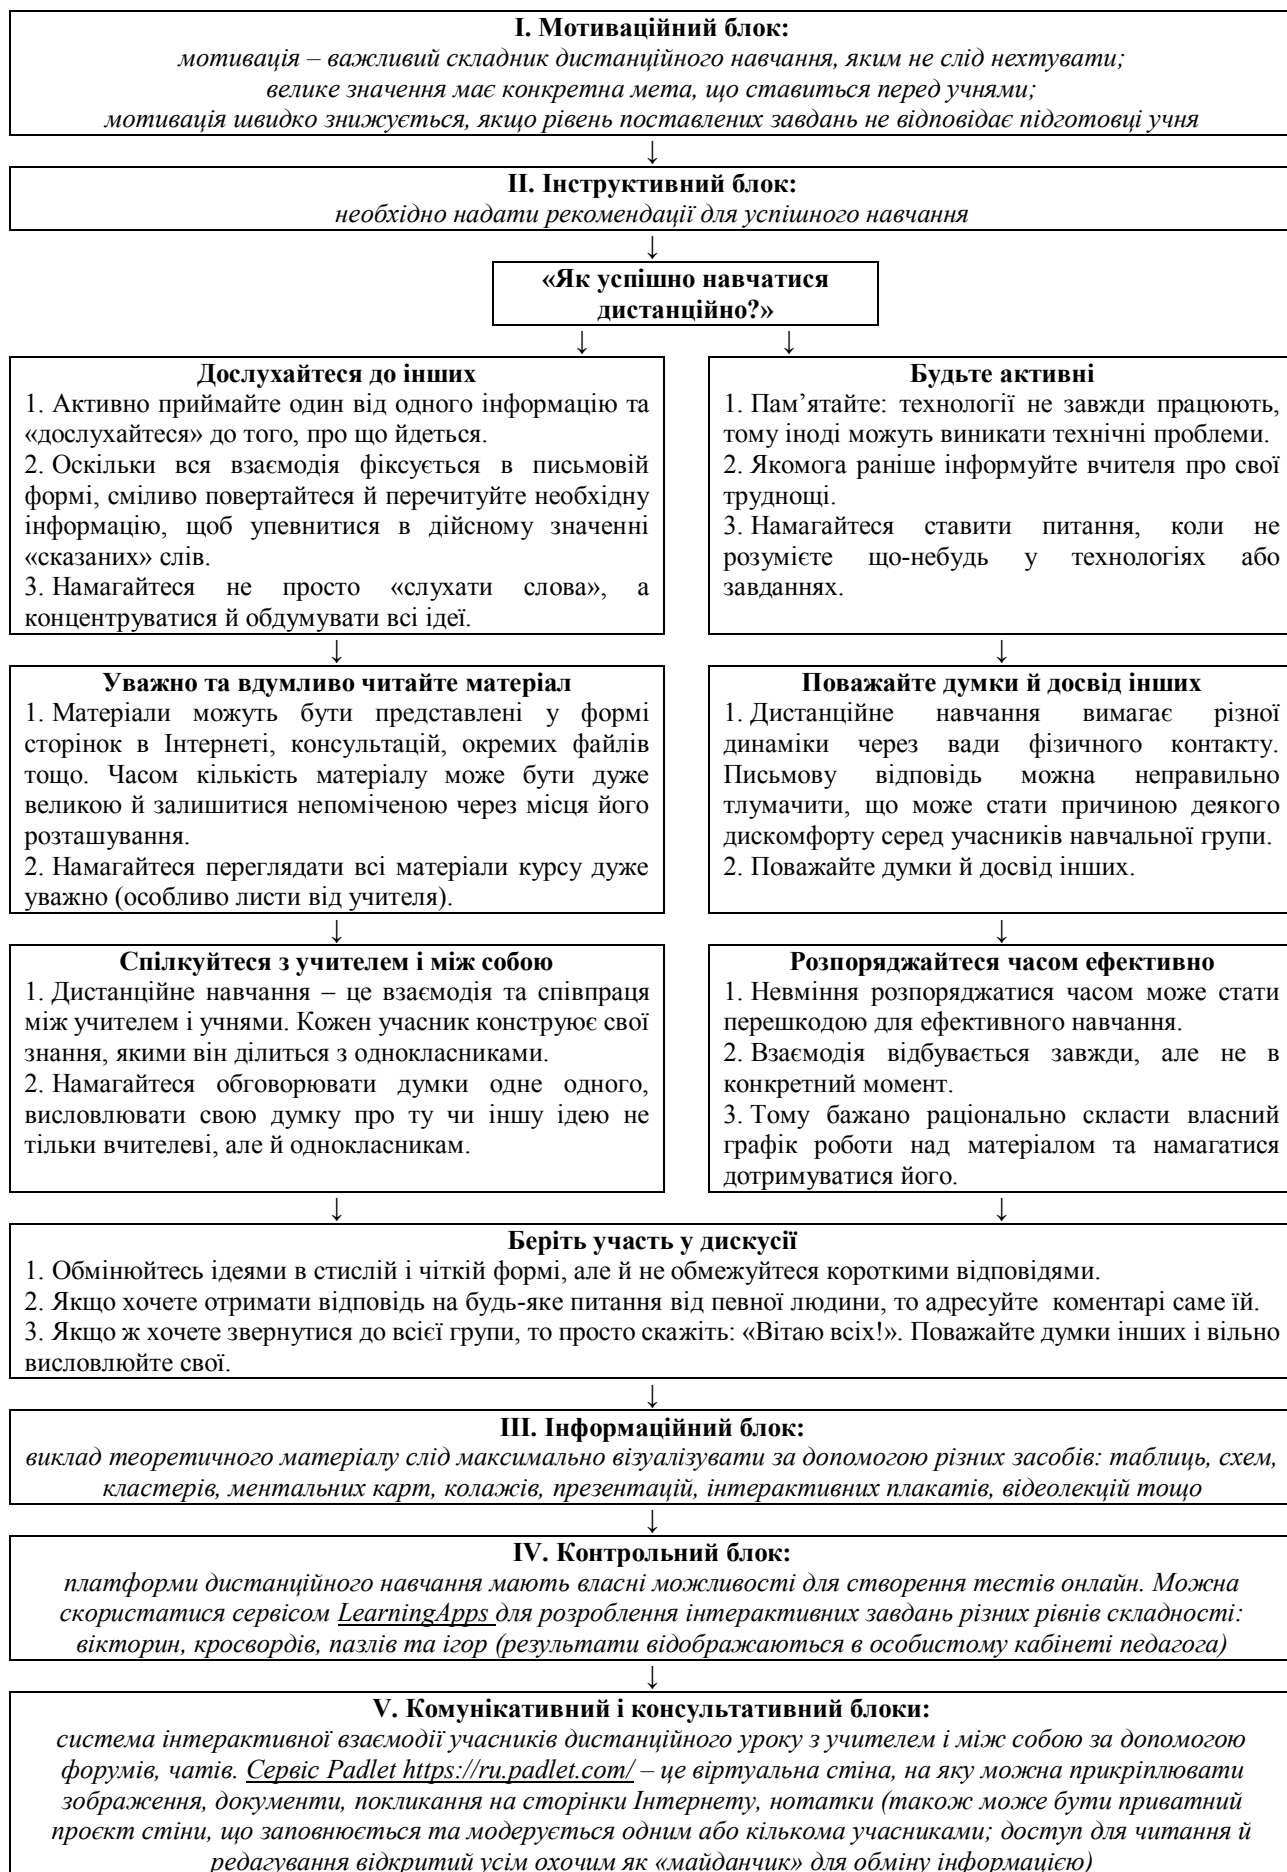 І. Мотиваційний блок:
мотивація – важливий складник дистанційного навчання, яким не слід нехтувати;
велике значення має конкретна мета, що ставиться перед учнями;
мотивація швидко знижується, якщо рівень поставлених завдань не відповідає підготовці учня
↓
ІІ. Інструктивний блок:
необхідно надати рекомендації для успішного навчання
↓
«Як успішно навчатися
дистанційно?»
↓ ↓
Дослухайтеся до інших
1. Активно приймайте один від одного інформацію та
«дослухайтеся» до того, про що йдеться.
2. Оскільки вся взаємодія фіксується в письмовій
формі, сміливо повертайтеся й перечитуйте необхідну
інформацію, щоб упевнитися в дійсному значенні
«сказаних» слів.
3. Намагайтеся не просто «слухати слова», а
концентруватися й обдумувати всі ідеї.
Будьте активні
1. Пам’ятайте: технології не завжди працюють,
тому іноді можуть виникати технічні проблеми.
2. Якомога раніше інформуйте вчителя про свої
труднощі.
3. Намагайтеся ставити питання, коли не
розумієте що-небудь у технологіях або
завданнях.
↓ ↓
Уважно та вдумливо читайте матеріал
1. Матеріали можуть бути представлені у формі
сторінок в Інтернеті, консультацій, окремих файлів
тощо. Часом кількість матеріалу може бути дуже
великою й залишитися непоміченою через місця його
розташування.
2. Намагайтеся переглядати всі матеріали курсу дуже
уважно (особливо листи від учителя).
Поважайте думки й досвід інших
1. Дистанційне навчання вимагає різної
динаміки через вади фізичного контакту.
Письмову відповідь можна неправильно
тлумачити, що може стати причиною деякого
дискомфорту серед учасників навчальної групи.
2. Поважайте думки й досвід інших.
↓ ↓
Спілкуйтеся з учителем і між собою
1. Дистанційне навчання – це взаємодія та співпраця
між учителем і учнями. Кожен учасник конструює свої
знання, якими він ділиться з однокласниками.
2. Намагайтеся обговорювати думки одне одного,
висловлювати свою думку про ту чи іншу ідею не
тільки вчителеві, але й однокласникам.
Розпоряджайтеся часом ефективно
1. Невміння розпоряджатися часом може стати
перешкодою для ефективного навчання.
2. Взаємодія відбувається завжди, але не в
конкретний момент.
3. Тому бажано раціонально скласти власний
графік роботи над матеріалом та намагатися
дотримуватися його.
↓ ↓
Беріть участь у дискусії
1. Обмінюйтесь ідеями в стислій і чіткій формі, але й не обмежуйтеся короткими відповідями.
2. Якщо хочете отримати відповідь на будь-яке питання від певної людини, то адресуйте коментарі саме їй.
3. Якщо ж хочете звернутися до всієї групи, то просто скажіть: «Вітаю всіх!». Поважайте думки інших і вільно
висловлюйте свої.
↓
ІІІ. Інформаційний блок:
виклад теоретичного матеріалу слід максимально візуалізувати за допомогою різних засобів: таблиць, схем,
кластерів, ментальних карт, колажів, презентацій, інтерактивних плакатів, відеолекцій тощо
↓
ІV. Контрольний блок:
платформи дистанційного навчання мають власні можливості для створення тестів онлайн. Можна
скористатися сервісом LearningApps для розроблення інтерактивних завдань різних рівнів складності:
вікторин, кросвордів, пазлів та ігор (результати відображаються в особистому кабінеті педагога)
↓
V. Комунікативний і консультативний блоки:
система інтерактивної взаємодії учасників дистанційного уроку з учителем і між собою за допомогою
форумів, чатів. Сервіс Padlet https://ru.padlet.com/ – це віртуальна стіна, на яку можна прикріплювати
зображення, документи, покликання на сторінки Інтернету, нотатки (також може бути приватний
проєкт стіни, що заповнюється та модерується одним або кількома учасниками; доступ для читання й
редагування відкритий усім охочим як «майданчик» для обміну інформацією)